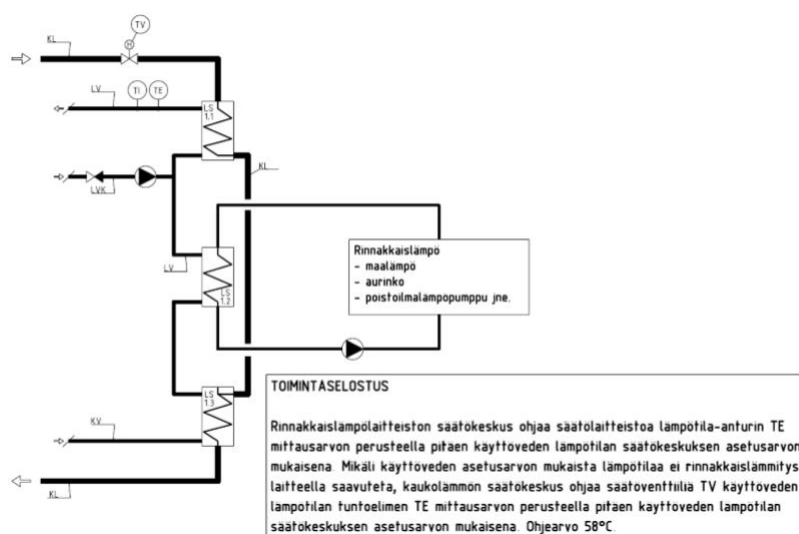 TV
H
KL
LV
TI
TE
LS
1.1
KL
LVK
Rinnakkaislämpö
- maalämpö
- aurinko
- poistoilmalämpöpumppu jne.
LV
LS
1.2
TOIMINTASELOSTUS
LS
1.3
Rinnakkaislämpölaitteiston säätökeskus ohjaa säätölaitteistoa lämpötila-anturin TE
mittausarvon perusteella pitäen käyttöveden lämpötilan säätökeskuksen asetusarvon
mukaisena. Mikäli käyttöveden asetusarvon mukaista lämpötilaa ei rinnakkaislämmitys
laitteella saavuteta, kaukolämmön säätökeskus ohjaa säätöventtiiliä TV käyttöveden
lämpötilan tuntoelimen TE mittausarvon perusteella pitäen käyttöveden lämpötilan
säätökeskuksen asetusarvon mukaisena. Ohjearvo 58°C.
KV
KL